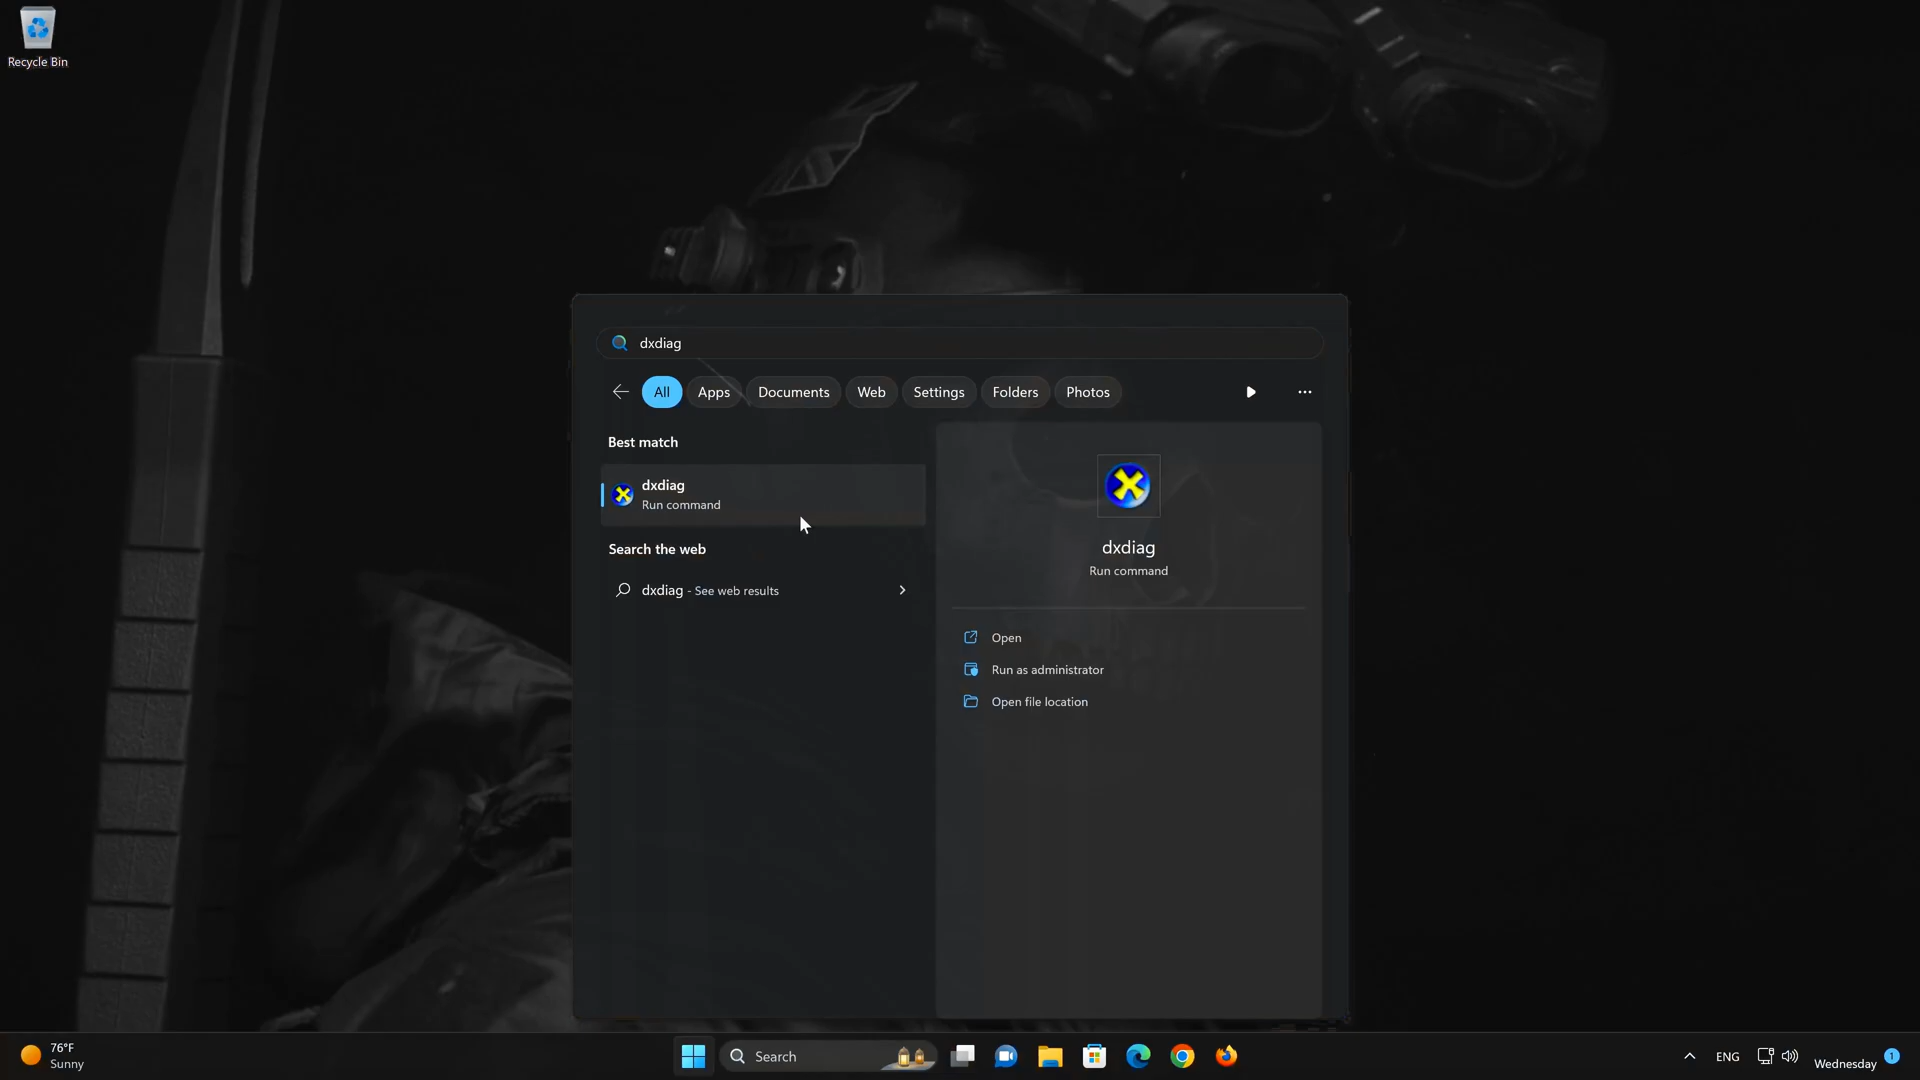 Recycle Bin
dxdiag
All
Apps
Documents
Web
Settings
Folders
Photos
Best match
dxdiag
Run command
Search the web
dxdiag - See web results
dxdiag
Run command
Open
Run as administrator
Open file location
76°F
Sunny
Search
ENG
Wednesday
1